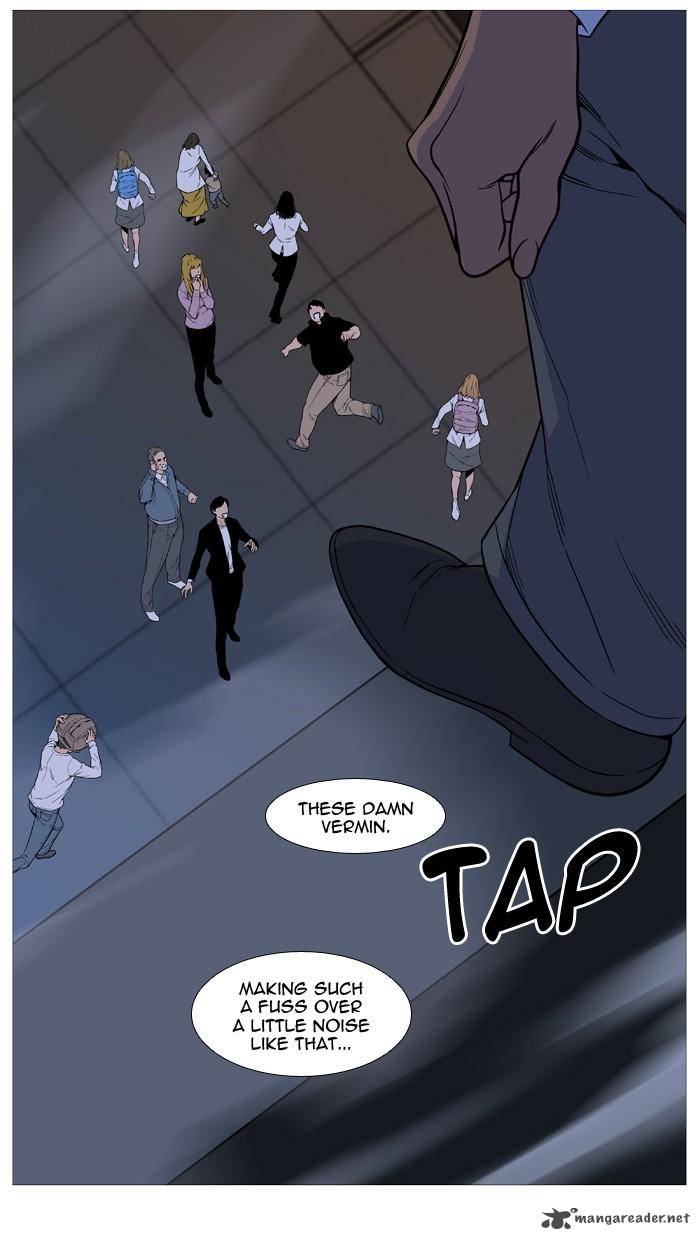 THESE DAMN
VERMIN.
TAP
MAKING SUCH
A FUSS OVER
A LITTLE NOISE
LIKE THAT...
mangareader.net